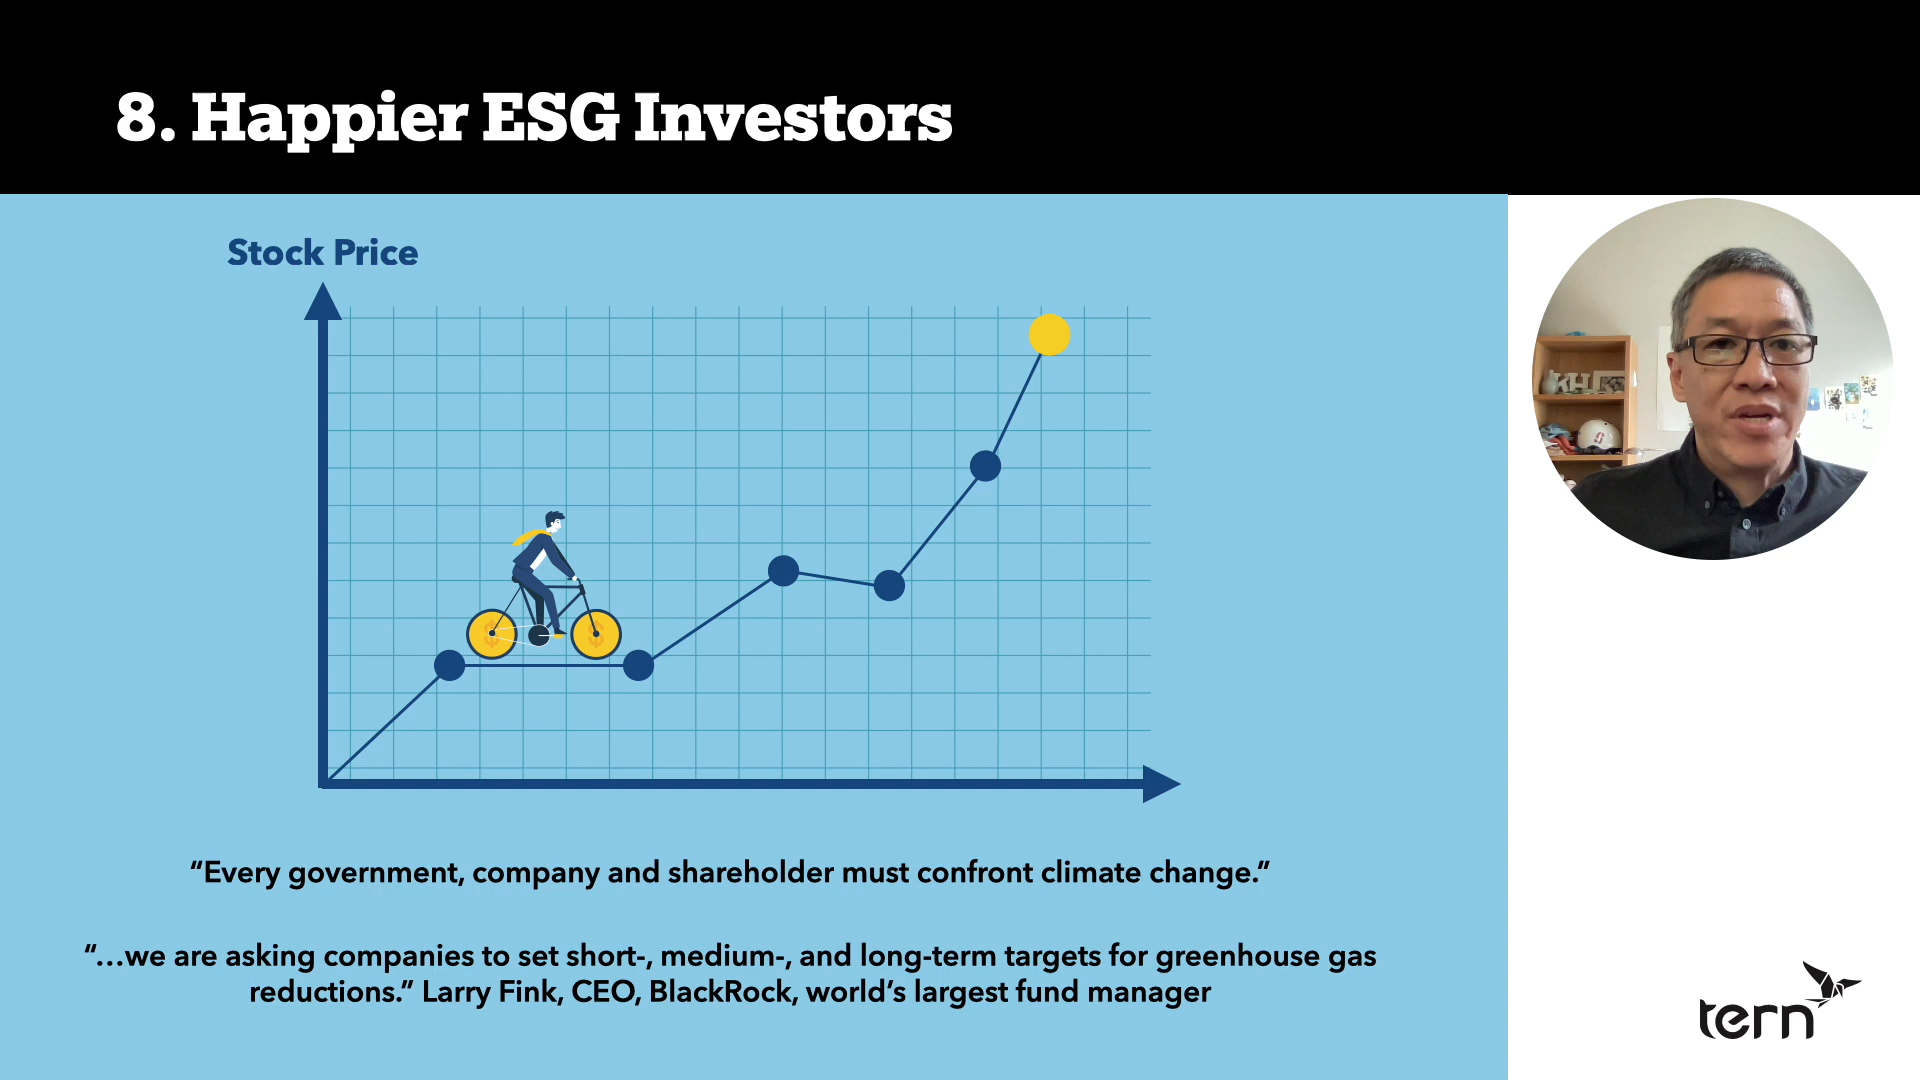 8. Happier ESG Investors
Stock Price
“Every government, company and shareholder must confront climate change.”
“…we are asking companies to set short-, medium-, and long-term targets for greenhouse gas
reductions.” Larry Fink, CEO, BlackRock, world’s largest fund manager
KH
S
$ $
tern